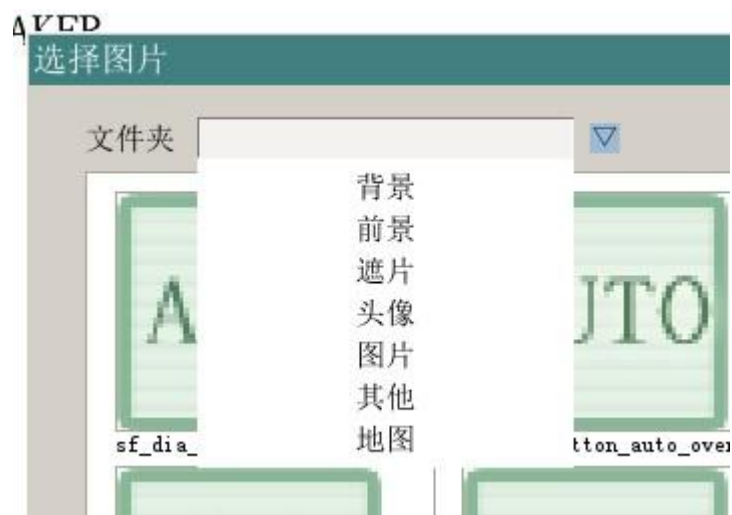 选择图片
文件夹
背景
前景
遮片
头像
图片
其他
地图
UTO
sf_dia_
tton_auto_over